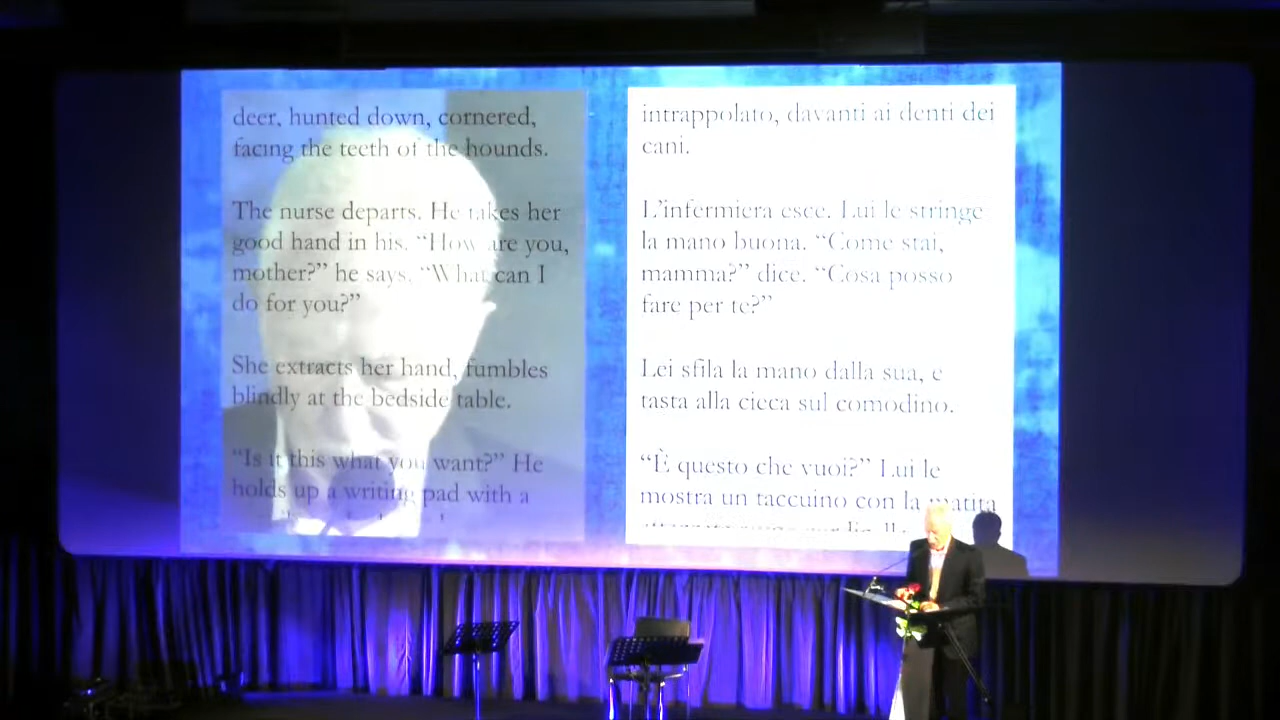 deer, hunted down, cornered,
facing the teeth of the hounds.
The nurse departs. He takes her
good hand in his. “How are you,
mother?” he says. “What can I
do for you?”
She extracts her hand, fumbles
blindly at the bedside table.
“Is it this what you want?” He
holds up a writing pad with a
intrappolato, davanti ai denti dei
cani.
L’infermiera esce. Lui le stringe
la mano buona. “Come stai,
mamma?” dice. “Cosa posso
fare per te?”
Lei sfila la mano dalla sua, e
tasta alla cieca sul comodino.
“È questo che vuoi?” Lui le
mostra un taccuino con la matita